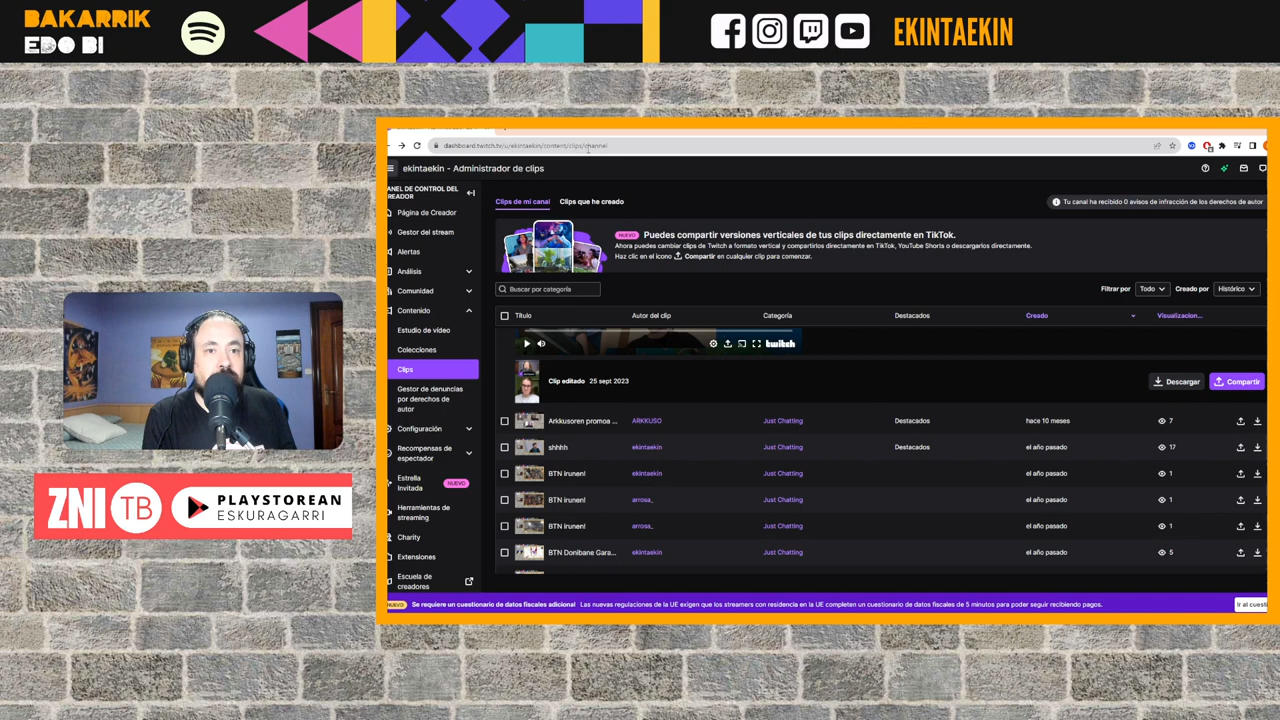 BAKARRIK
EDO BI
EKINTAEKIN
dashboard.twitch.tv/u/ekintaekin/content/clips/channel
ekintaekin - Administrador de clips
ANEL DE CONTROL DEL
READOR
Página de Creador
Gestor del stream
Alertas
Análisis
Comunidad
Contenido
Estudio de vídeo
Colecciones
Clips
Gestor de denuncias
por derechos de
autor
Configuración
Recompensas de
espectador
Estrella
Invitada
NUEVO
Herramientas de
streaming
Charity
Extensiones
Escuela de
creadores
Clips de mi canal
Clips que he creado
Tu canal ha recibido 0 avisos de infracción de los derechos de autor
NUEVO
Puedes compartir versiones verticales de tus clips directamente en TikTok.
Ahora puedes cambiar clips de Twitch a formato vertical y compartirlos directamente en TikTok, YouTube Shorts o descargarlos directamente.
Haz clic en el icono Compartir en cualquier clip para comenzar.
Buscar por categoría
Filtrar por
Todo
Creado por
Histórico
Título
Autor del clip
Categoría
Destacados
Creado
Visualizacion...
twitch
Clip editado 25 sept 2023
Descargar
Compartir
Arkkusoren promoa ... ARKKUSO Just Chatting Destacados hace 10 meses 7
shhhh ekintaekin Just Chatting Destacados el año pasado 17
BTN irunen! ekintaekin Just Chatting el año pasado 1
BTN irunen! arrosa_ Just Chatting el año pasado 1
BTN irunen! arrosa_ Just Chatting el año pasado 1
BTN Donibane Gara... ekintaekin Just Chatting el año pasado 5
NUEVO
Se requiere un cuestionario de datos fiscales adicional Las nuevas regulaciones de la UE exigen que los streamers con residencia en la UE completen un cuestionario de datos fiscales de 5 minutos para poder seguir recibiendo pagos.
Ir al cuesti
ZNI TB
PLAYSTOREAN
ESKURAGARRI